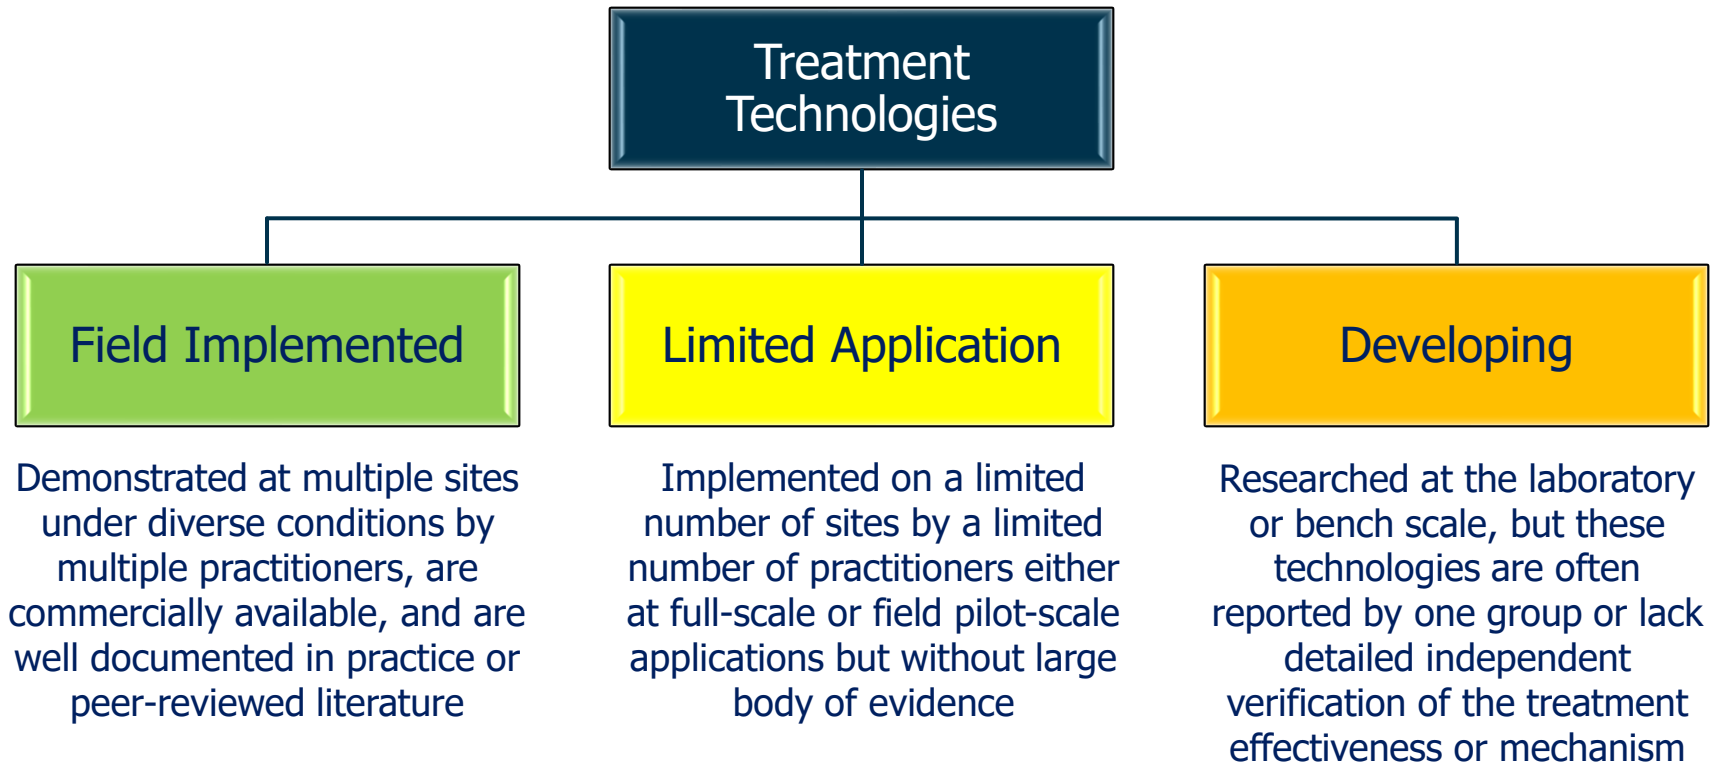 Treatment
Technologies
Field Implemented
Demonstrated at multiple sites
under diverse conditions by
multiple practitioners, are
commercially available, and are
well documented in practice or
peer-reviewed literature
Limited Application
Implemented on a limited
number of sites by a limited
number of practitioners either
at full-scale or field pilot-scale
applications but without large
body of evidence
Developing
Researched at the laboratory
or bench scale, but these
technologies are often
reported by one group or lack
detailed independent
verification of the treatment
effectiveness or mechanism